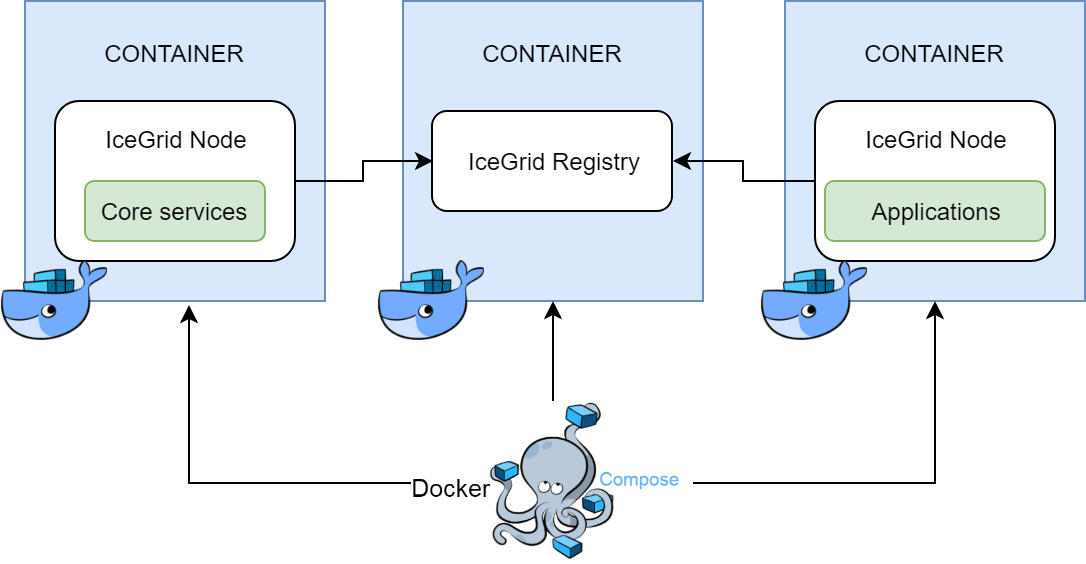 CONTAINER
CONTAINER
CONTAINER
IceGrid Node
IceGrid Registry
IceGrid Node
Core services
Applications
Docker
Compose